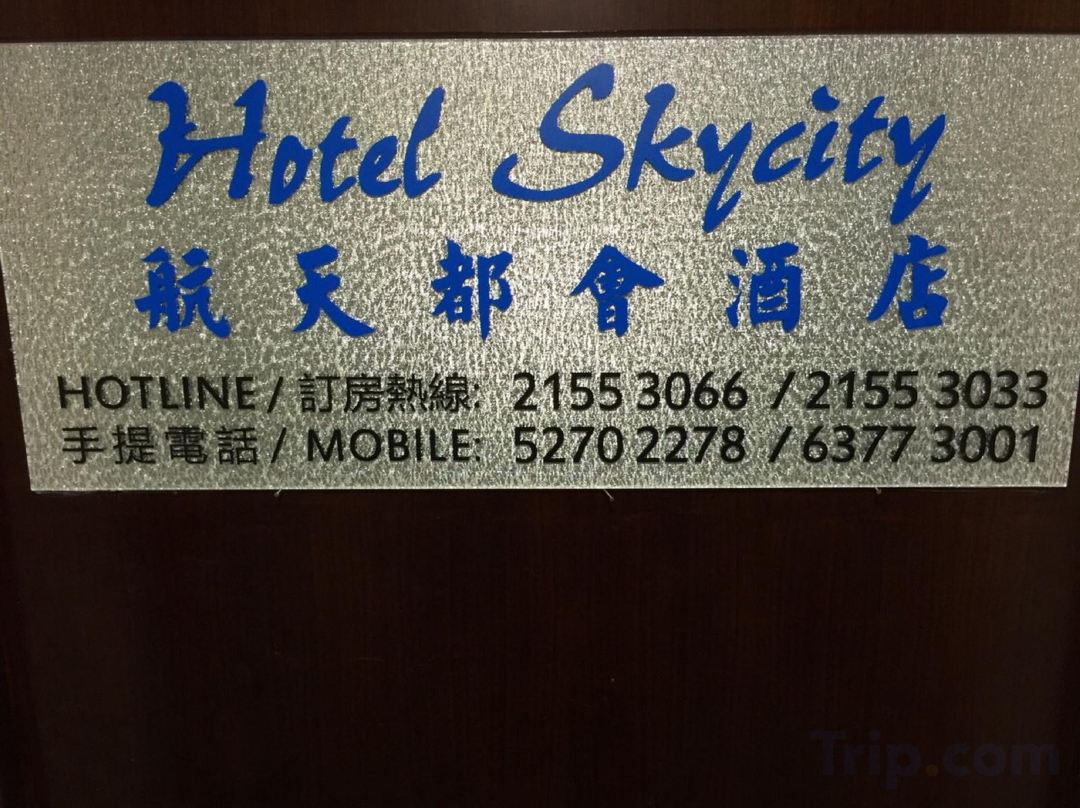 Hotel Skycity
航天都會酒店
HOTLINE / 訂房熱線: 2155 3066 / 2155 3033
手提電話 / MOBILE: 5270 2278 / 6377 3001
Trip.com